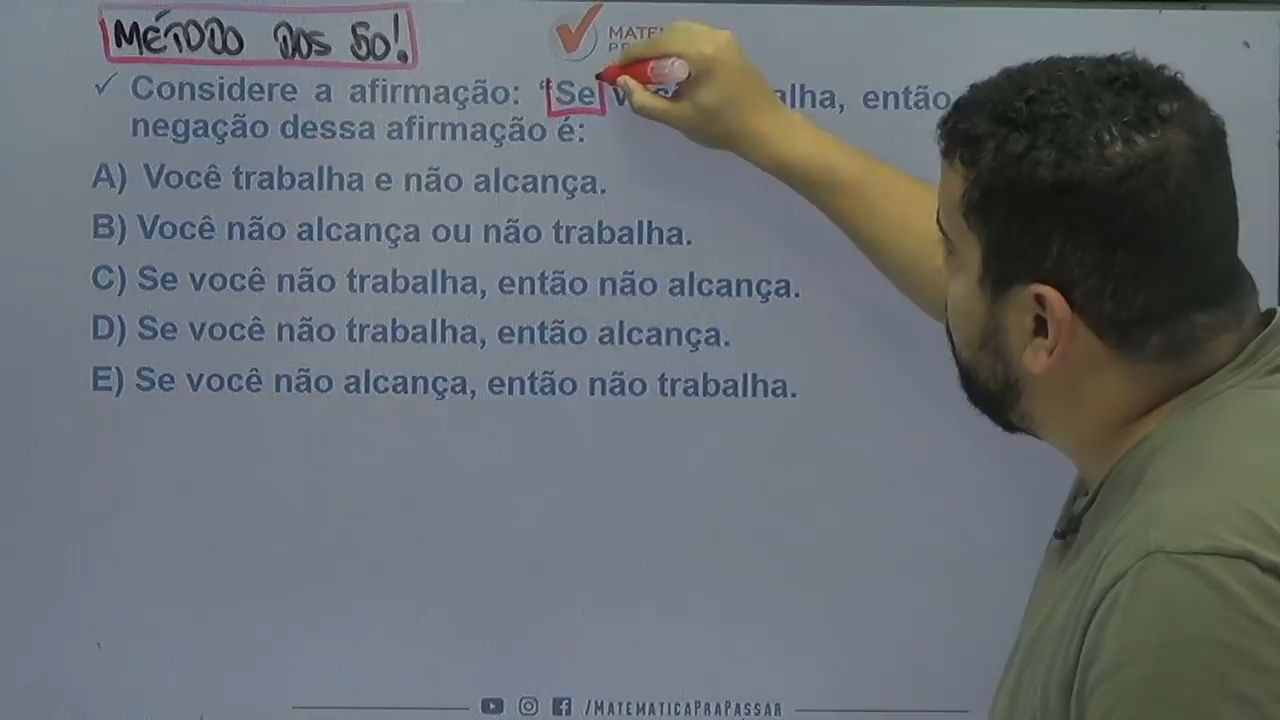 MÉTODO DOS 50!
MATE
✓ Considere a afirmação: "Se alha, então
negação dessa afirmação é:
A) Você trabalha e não alcança.
B) Você não alcança ou não trabalha.
C) Se você não trabalha, então não alcança.
D) Se você não trabalha, então alcança.
E) Se você não alcança, então não trabalha.
/MATEMATICAPRAPASSAR